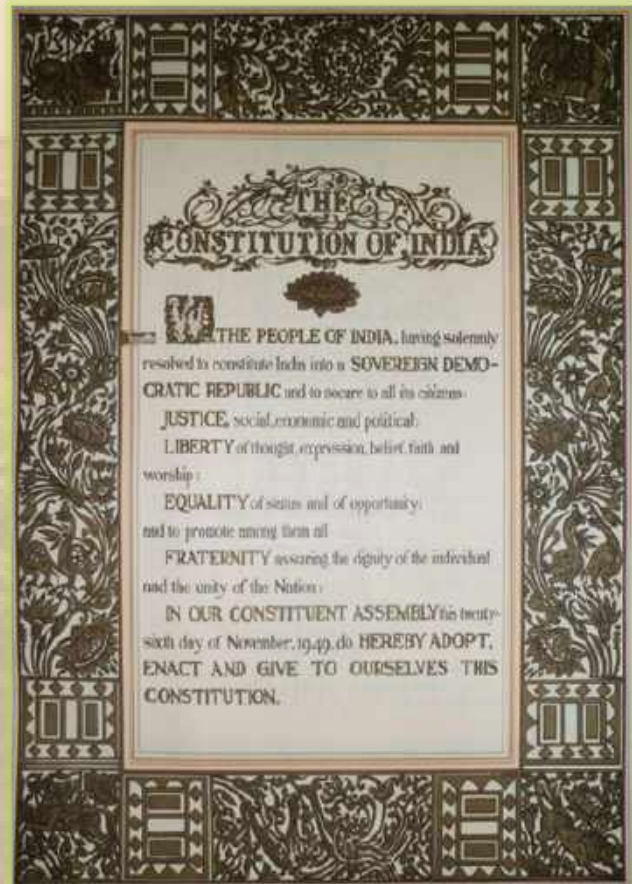 THE
CONSTITUTION OF INDIA
WE, THE PEOPLE OF INDIA, having solemnly
resolved to constitute India into a SOVEREIGN DEMO-
CRATIC REPUBLIC and to secure to all its citizens:
JUSTICE, social, economic and political;
LIBERTY of thought, expression, belief, faith and
worship;
EQUALITY of status and of opportunity;
and to promote among them all
FRATERNITY assuring the dignity of the individual
and the unity of the Nation;
IN OUR CONSTITUENT ASSEMBLY this twenty-
sixth day of November, 1949, do HEREBY ADOPT,
ENACT AND GIVE TO OURSELVES THIS
CONSTITUTION.